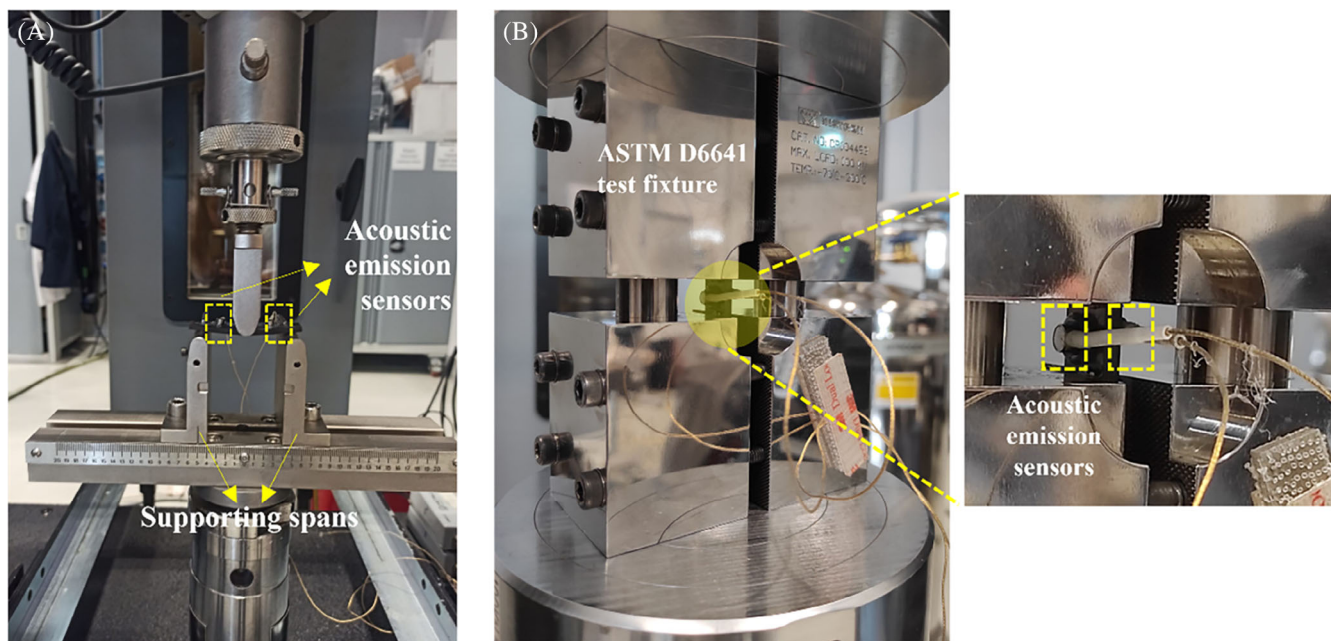 (A)
Acoustic
emission
sensors
Supporting spans
(B)
ASTM D6641
test fixture
Acoustic
emission
sensors